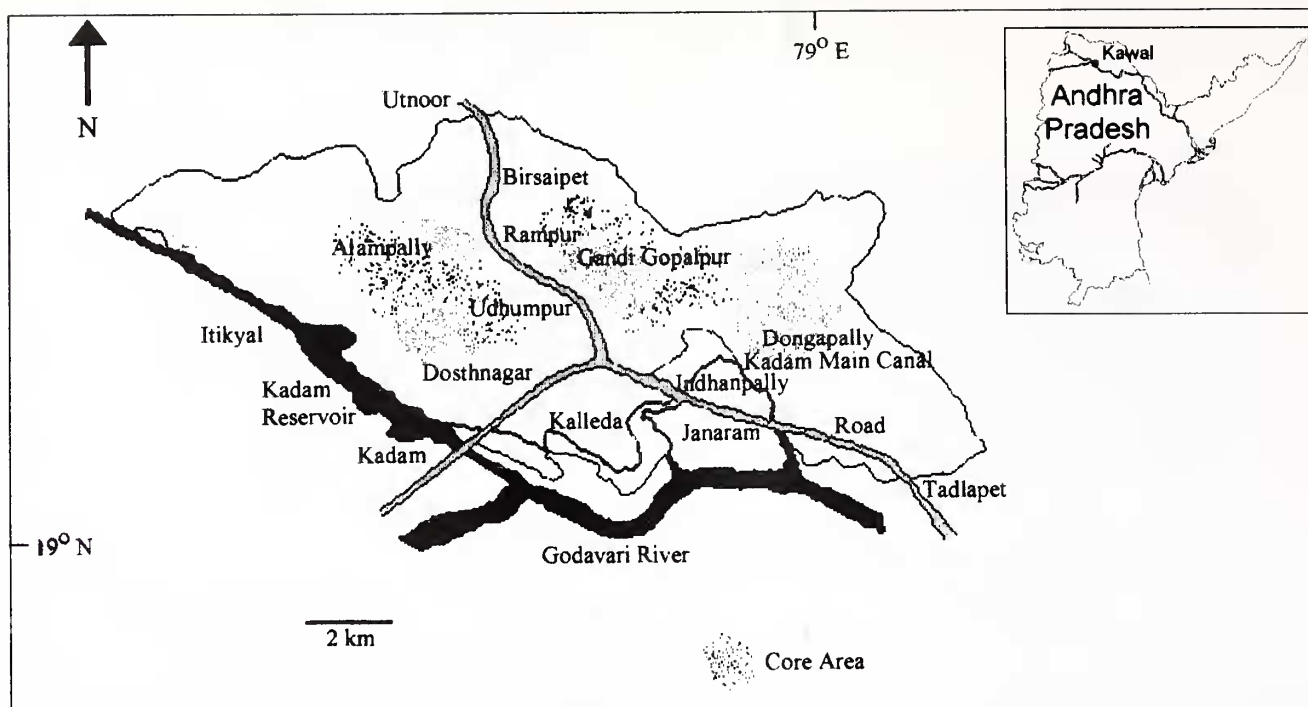 79° E
Kawal
Andhra
Pradesh
N
Utnoor
Birsaipet
Rampur
Alampally
Gandi Gopalpur
Udhumpur
Itikyal
Dongapally
Kadam Main Canal
Dosthnagar
Indhanpally
Kadam
Reservoir
Kalleda
Janaram
Road
Kadam
Tadlapet
19° N
Godavari River
2 km
Core Area